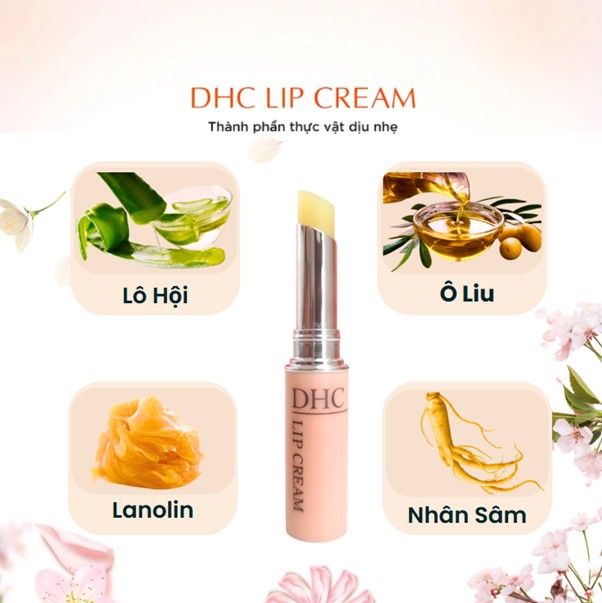 DHC LIP CREAM
Thành phần thực vật dịu nhẹ
Lô Hội
Ô Liu
DHC
LIP CREAM
Lanolin
Nhân Sâm